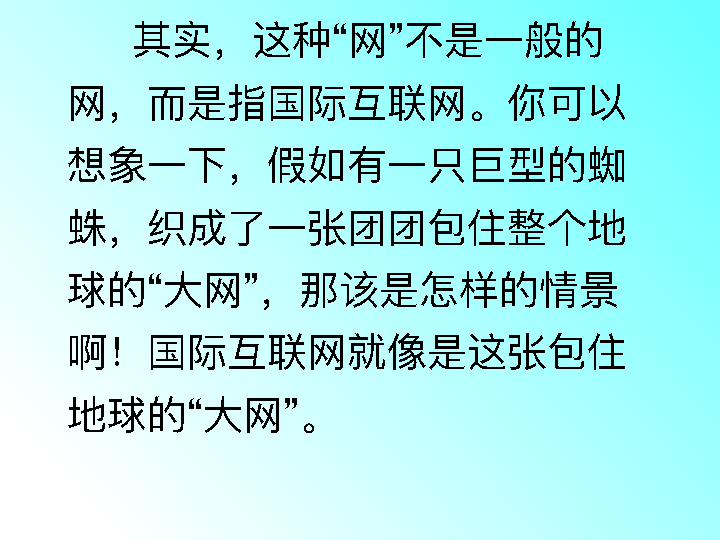 其实，这种“网”不是一般的
网，而是指国际互联网。你可以
想象一下，假如有一只巨型的蜘
蛛，织成了一张团团包住整个地
球的“大网”，那该是怎样的情景
啊！国际互联网就像是这张包住
地球的“大网”。